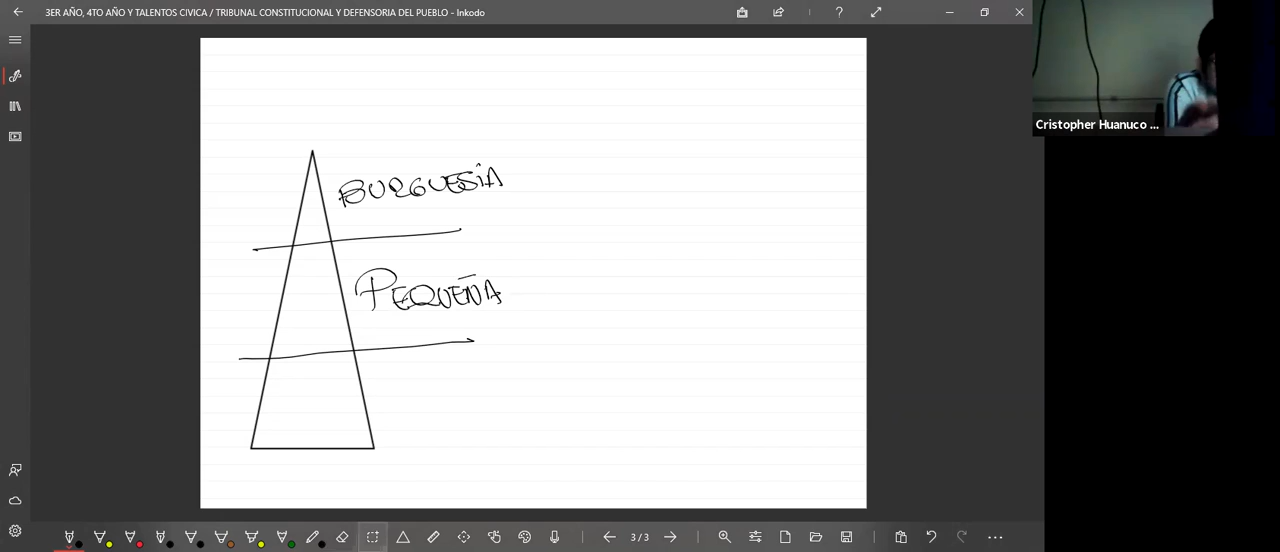 3ER AÑO, 4TO AÑO Y TALENTOS CIVICA / TRIBUNAL CONSTITUCIONAL Y DEFENSORIA DEL PUEBLO - Inkodo
Cristopher Huanuco ...
BURGUESÍA
PEQUEÑA
3 / 3